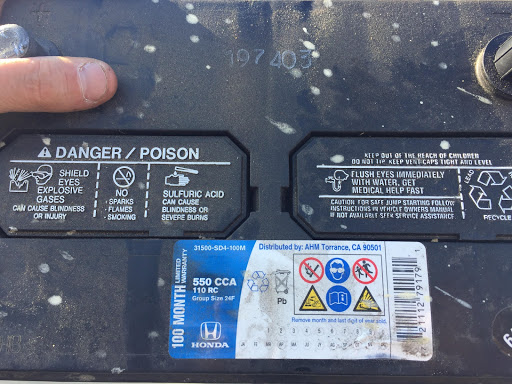 197403
DANGER / POISON
SHIELD
EYES
EXPLOSIVE
GASES
CAN CAUSE BLINDNESS
OR INJURY
NO
• SPARKS
• FLAMES
• SMOKING
SULFURIC ACID
CAN CAUSE
BLINDNESS OR
SEVERE BURNS
KEEP OUT OF THE REACH OF CHILDREN
DO NOT TIP. KEEP VENT CAPS TIGHT AND LEVEL
FLUSH EYES IMMEDIATELY
WITH WATER, GET
MEDICAL HELP FAST
CAUTION: FOR SAFE JUMP STARTING FOLLOW
INSTRUCTIONS IN VEHICLE OWNERS MANUAL.
IF NOT AVAILABLE SEEK SERVICE ASSISTANCE
LEAD
RECYCLE
100 MONTH LIMITED WARRANTY
31500-SD4-100M
550 CCA
110 RC
Group Size 24F
HONDA
Distributed by: AHM Torrance, CA 90501
Pb
Remove month and last digit of year sold.